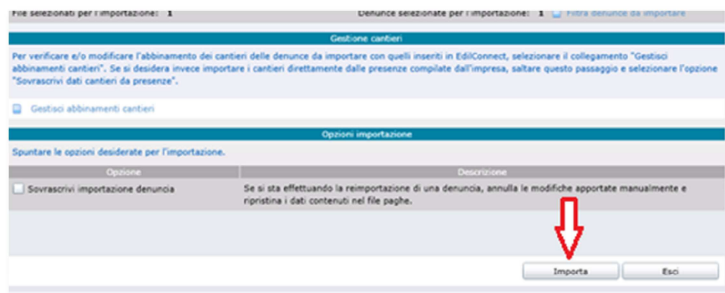 File selezionati per l'importazione: 1 Denunce selezionate per l'importazione: 1 Filtra denunce da importare
Gestione cantieri
Per verificare e/o modificare l'abbinamento dei cantieri delle denunce da importare con quelli inseriti in EdilConnect, selezionare il collegamento "Gestisci
abbinamenti cantieri". Se si desidera invece importare i cantieri direttamente dalle presenze compilate dall'impresa, saltare questo passaggio e selezionare l'opzione
"Sovrascrivi dati cantieri da presenze".
Gestisci abbinamenti cantieri
Opzioni importazione
Spuntare le opzioni desiderate per l'importazione.
Opzione Descrizione
Sovrascrivi importazione denuncia Se si sta effettuando la reimportazione di una denuncia, annulla le modifiche apportate manualmente e
ripristina i dati contenuti nel file paghe.
Importa Esci